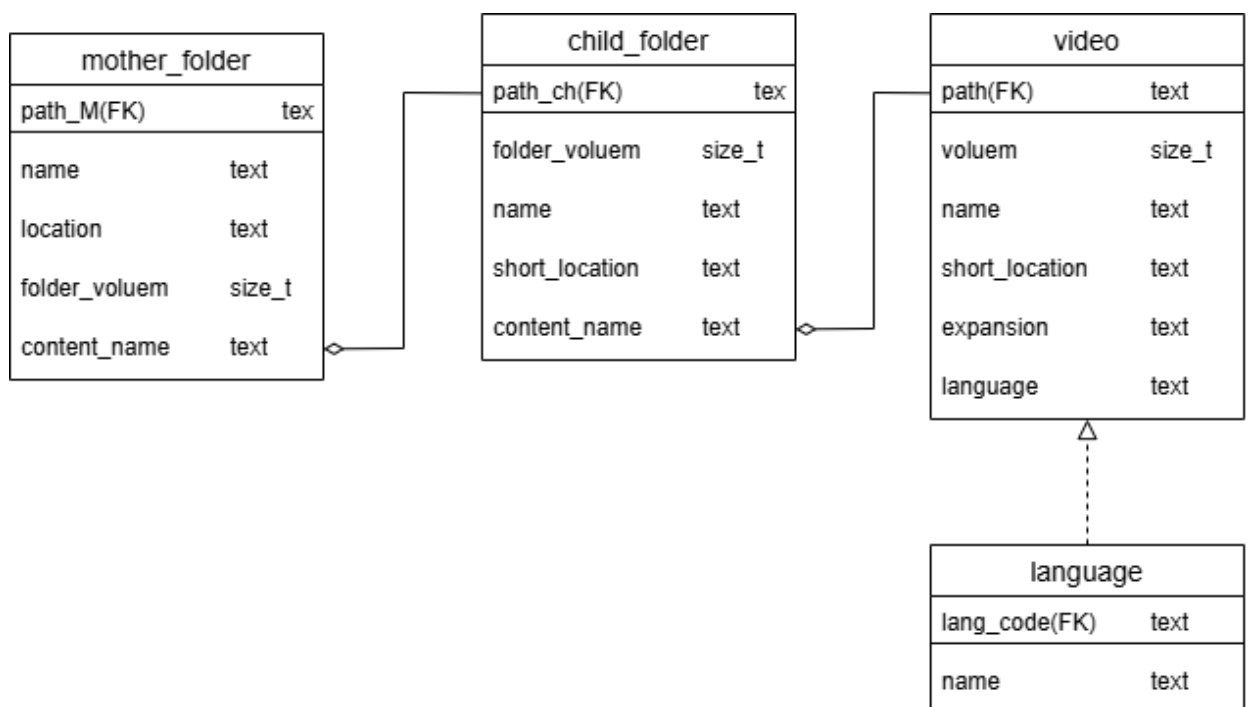 mother_folder
path_M(FK) tex
name text
location text
folder_voluem size_t
content_name text
child_folder
path_ch(FK) tex
folder_voluem size_t
name text
short_location text
content_name text
video
path(FK) text
voluem size_t
name text
short_location text
expansion text
language text
language
lang_code(FK) text
name text